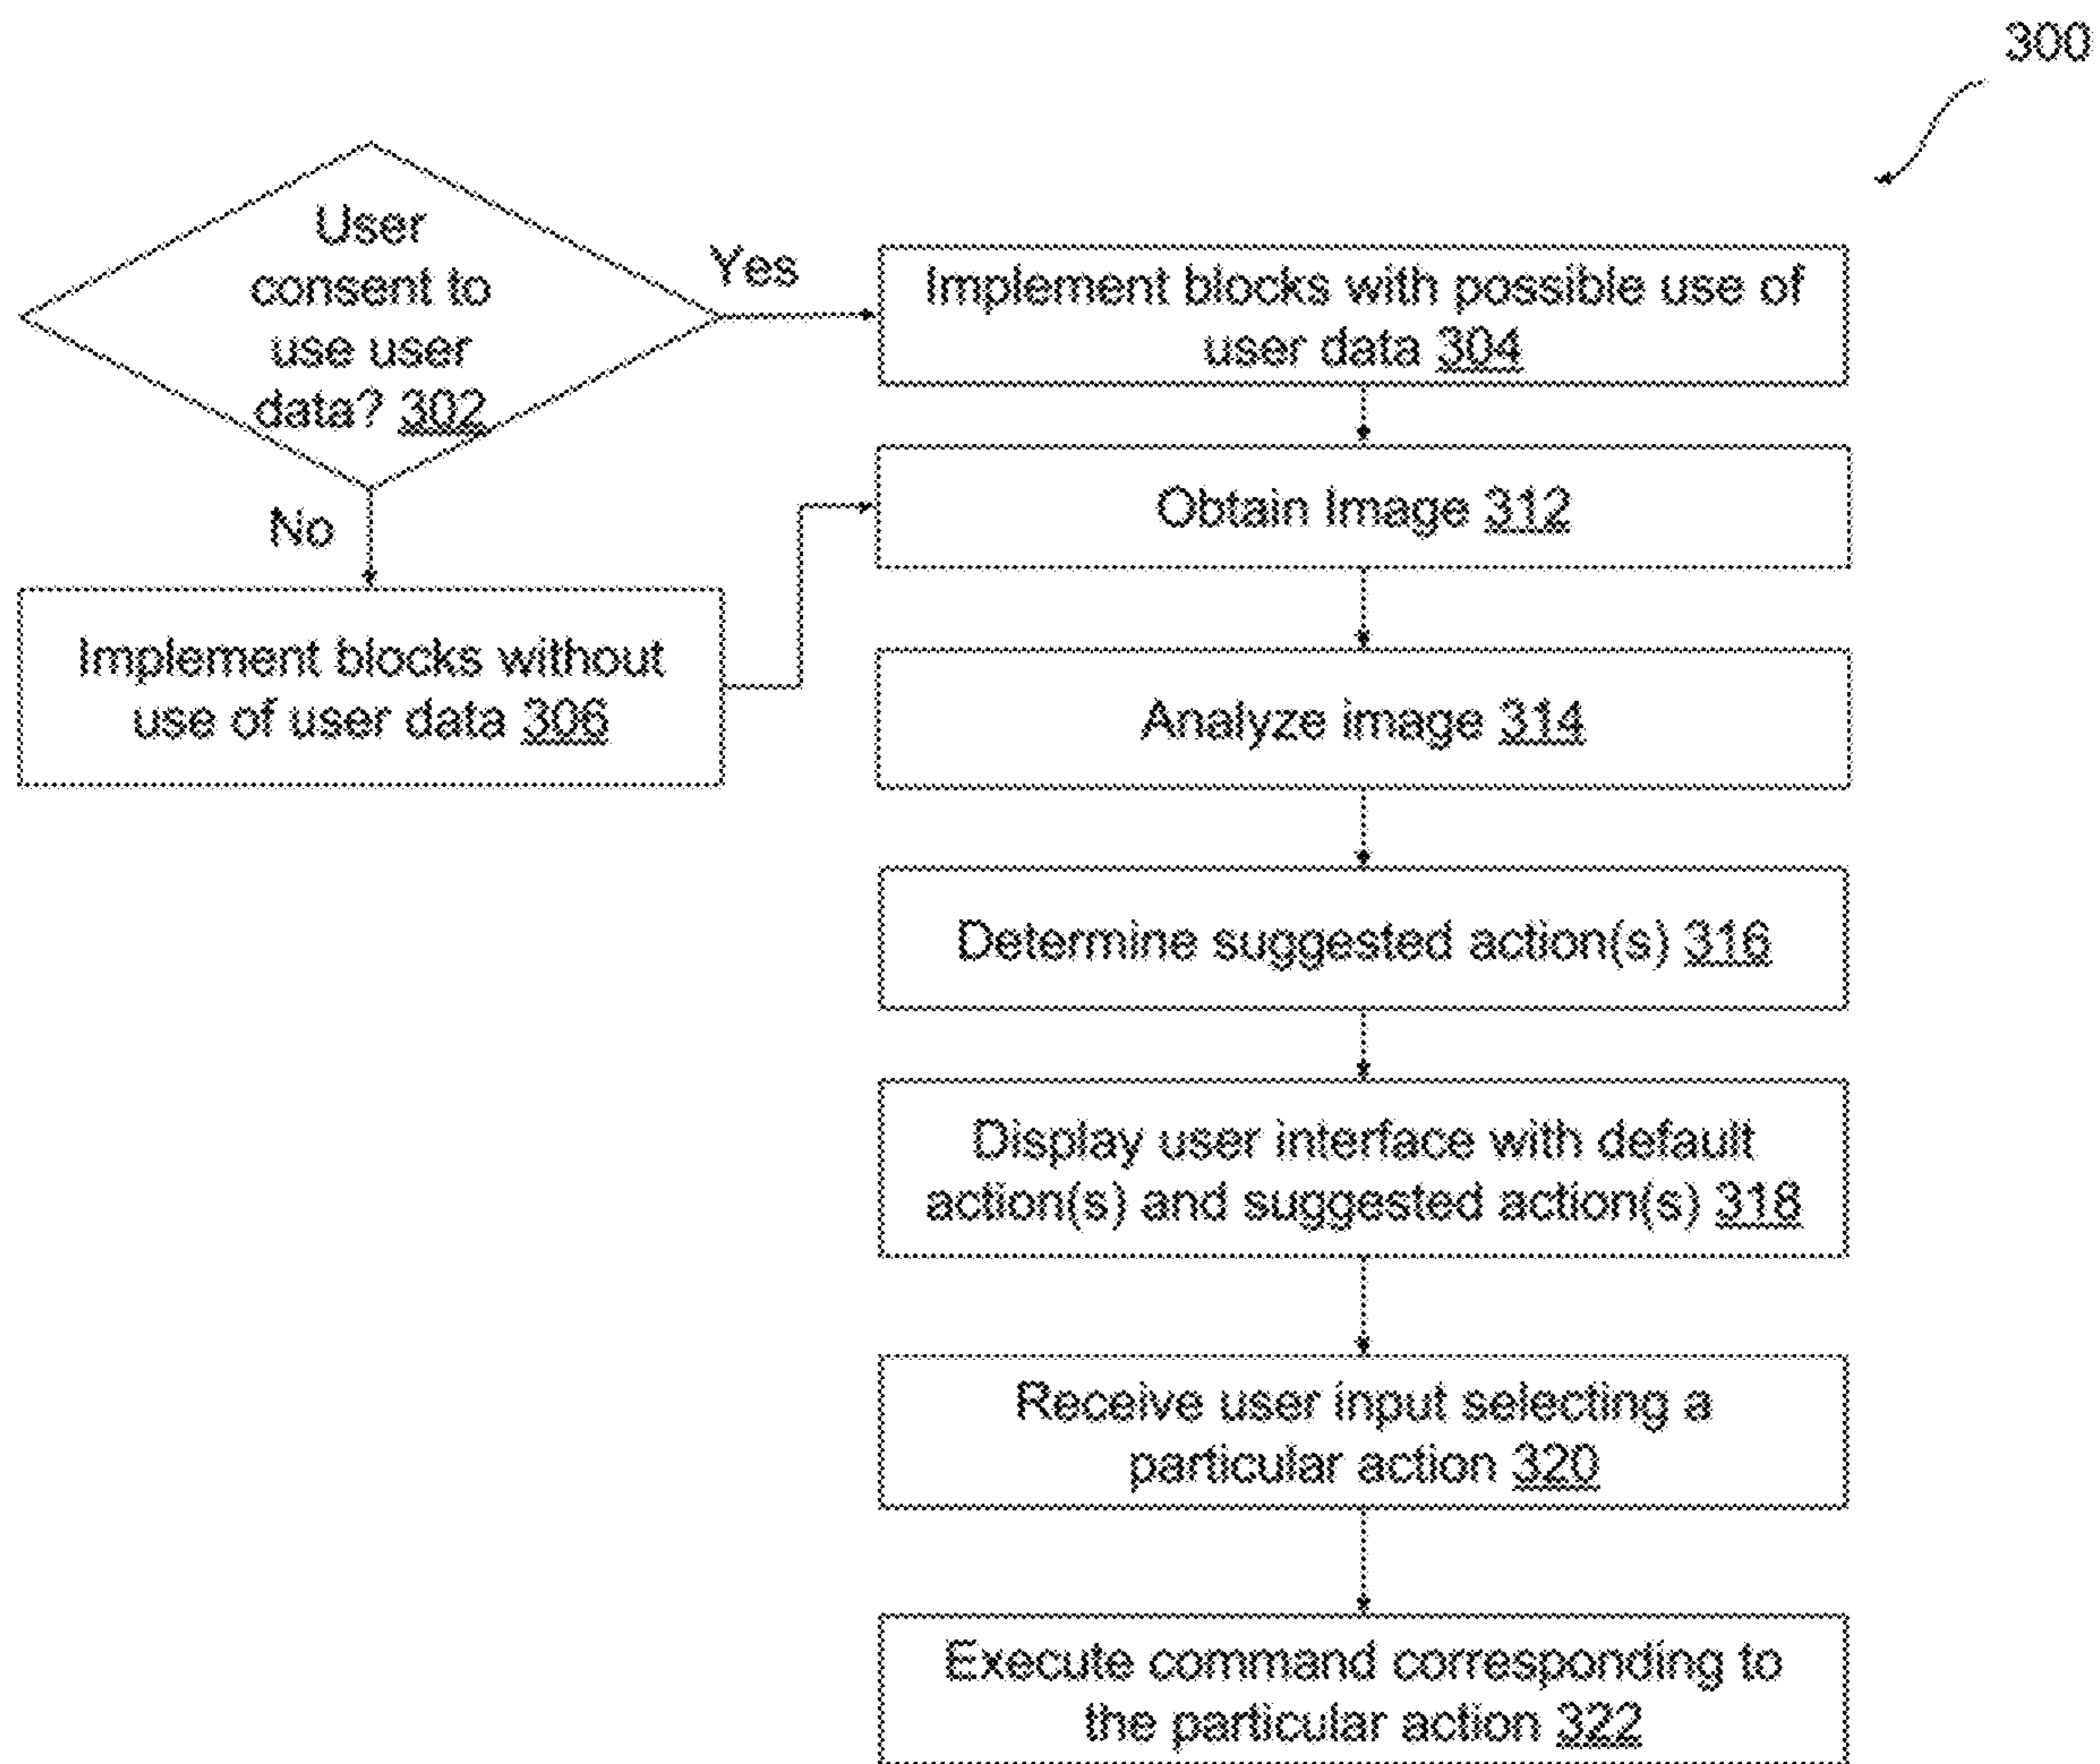 300
User
consent to
use user
data? 302
Yes
No
Implement blocks with possible use of
user data 304
Implement blocks without
use of user data 306
Obtain Image 312
Analyze image 314
Determine suggested action(s) 316
Display user interface with default
action(s) and suggested action(s) 318
Receive user input selecting a
particular action 320
Execute command corresponding to
the particular action 322